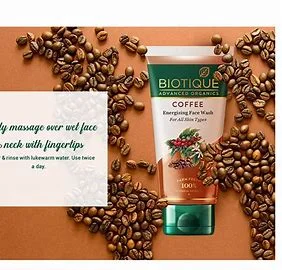 ly massage over wet face
neck with fingertips
& rinse with lukewarm water. Use twice
a day.
BIOTIQUE
ADVANCED ORGANICS
COFFEE
Energising Face Wash
For All Skin Types
100%